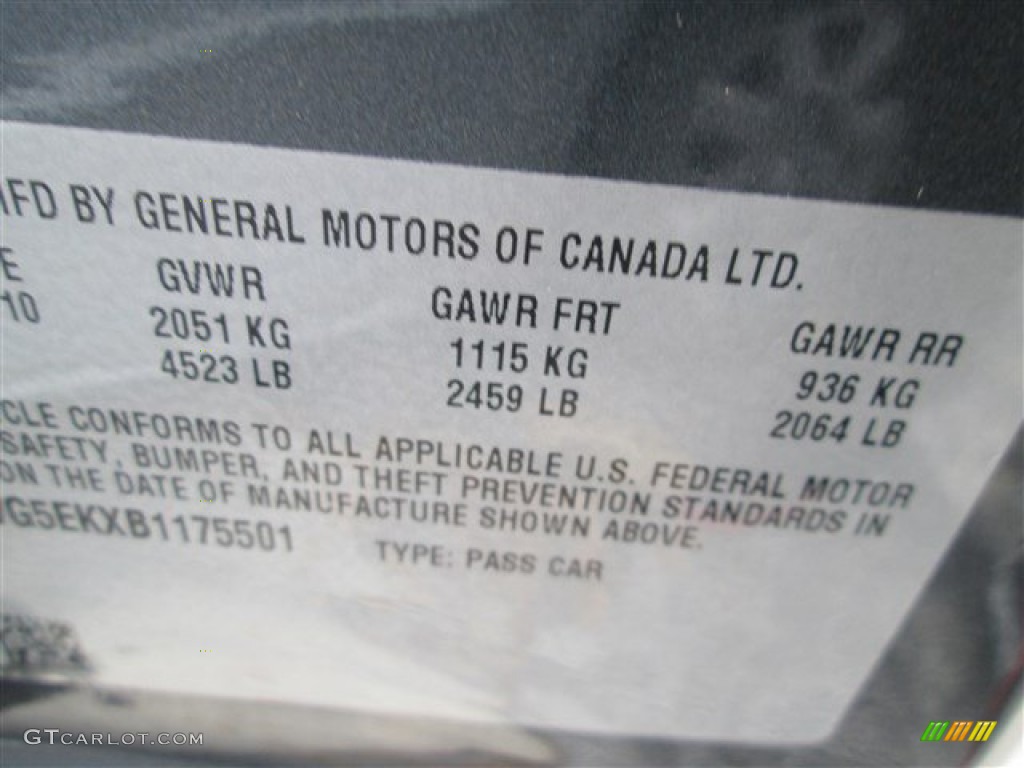 MFD BY GENERAL MOTORS OF CANADA LTD.
E GVWR GAWR FRT GAWR RR
10 2051 KG 1115 KG 936 KG
4523 LB 2459 LB 2064 LB
CLE CONFORMS TO ALL APPLICABLE U.S. FEDERAL MOTOR
SAFETY, BUMPER, AND THEFT PREVENTION STANDARDS IN
ON THE DATE OF MANUFACTURE SHOWN ABOVE.
G5EKXB1175501 TYPE: PASS CAR
GTCARLOT.COM